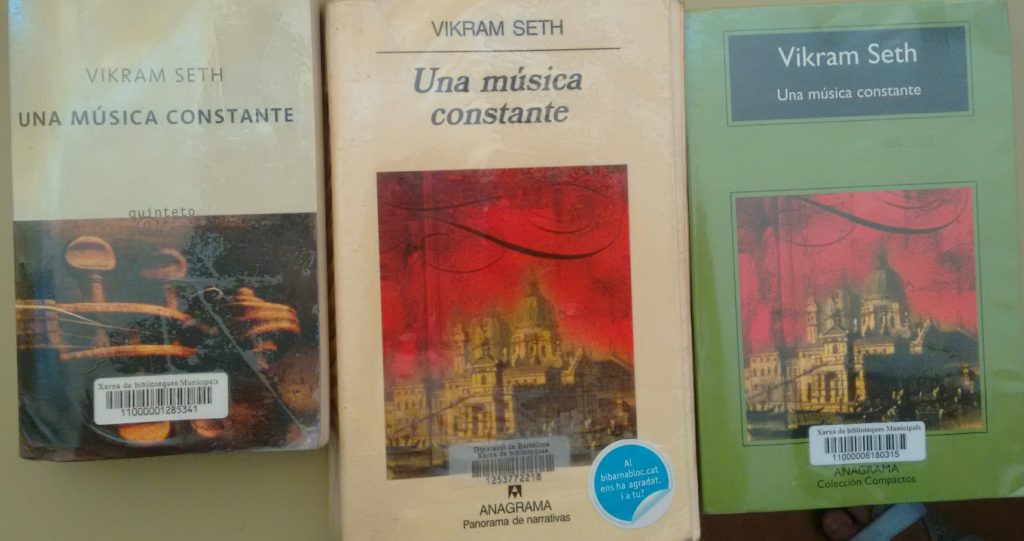 VIKRAM SETH
UNA MÚSICA CONSTANTE
quinteto
Xarxa de biblioteques Municipals
11000001285341
VIKRAM SETH
Una música
constante
Diputació de Barcelona
Xarxa de biblioteques
1253772218
ANAGRAMA
Panorama de narrativas
Al
bibarnabloc.cat
ens ha agradat,
i a tu?
Vikram Seth
Una música constante
Xarxa de biblioteques Municipals
11000006180315
ANAGRAMA
Colección Compactos